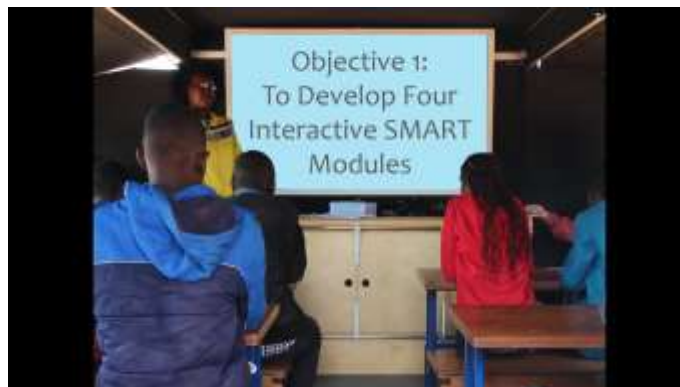 Objective 1:
To Develop Four
Interactive SMART
Modules